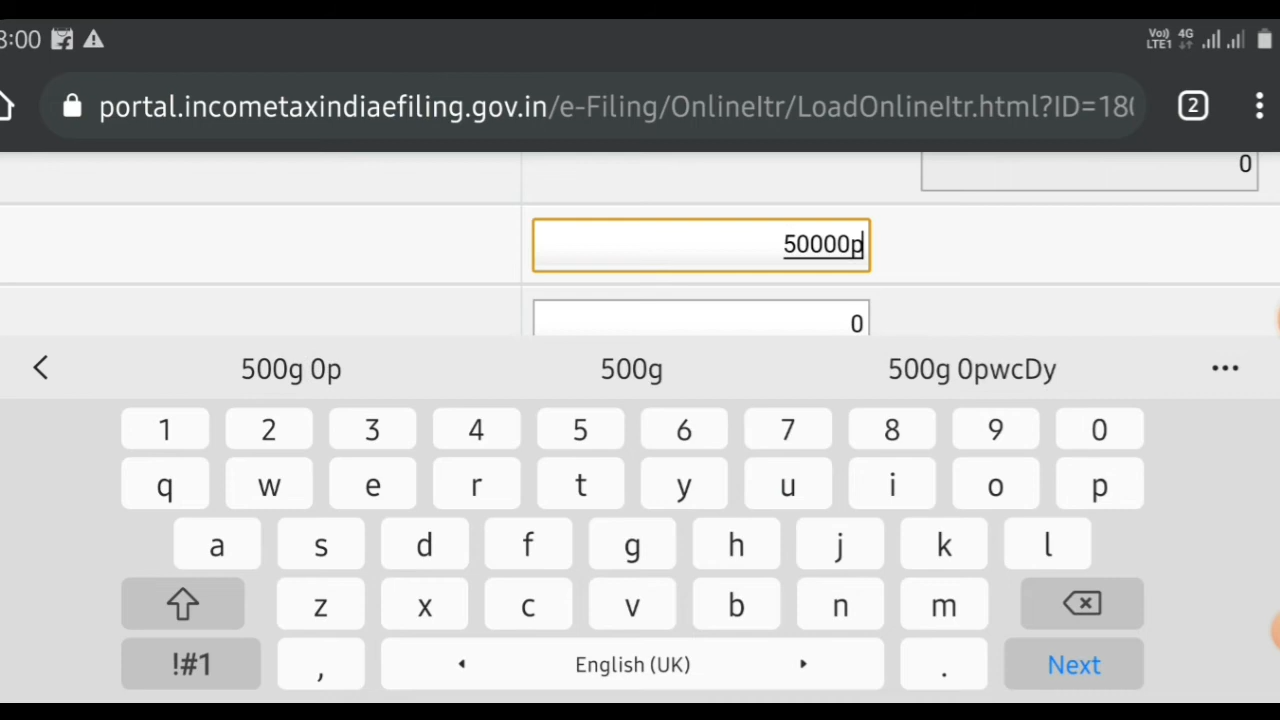 8:00 Vo)) LTE1 4G
portal.incometaxindiaefiling.gov.in/e-Filing/OnlineItr/LoadOnlineItr.html?ID=18 2
0
50000p
0
500g 0p 500g 500g 0pwcDy ...
1 2 3 4 5 6 7 8 9 0
q w e r t y u i o p
a s d f g h j k l
z x c v b n m
!#1 , English (UK) . Next